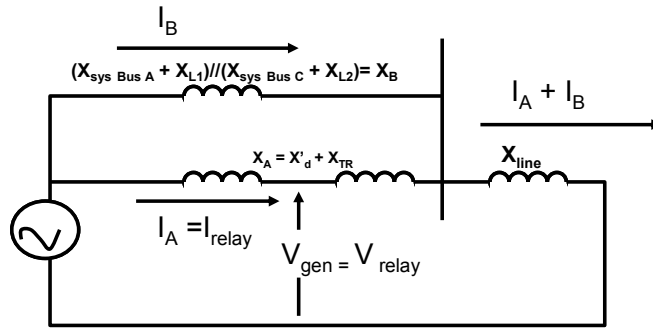 I_B
(X_sys Bus A + X_L1)//(X_sys Bus C + X_L2)= X_B
I_A + I_B
X_A = X'_d + X_TR
X_line
I_A =I_relay
V_gen = V_relay